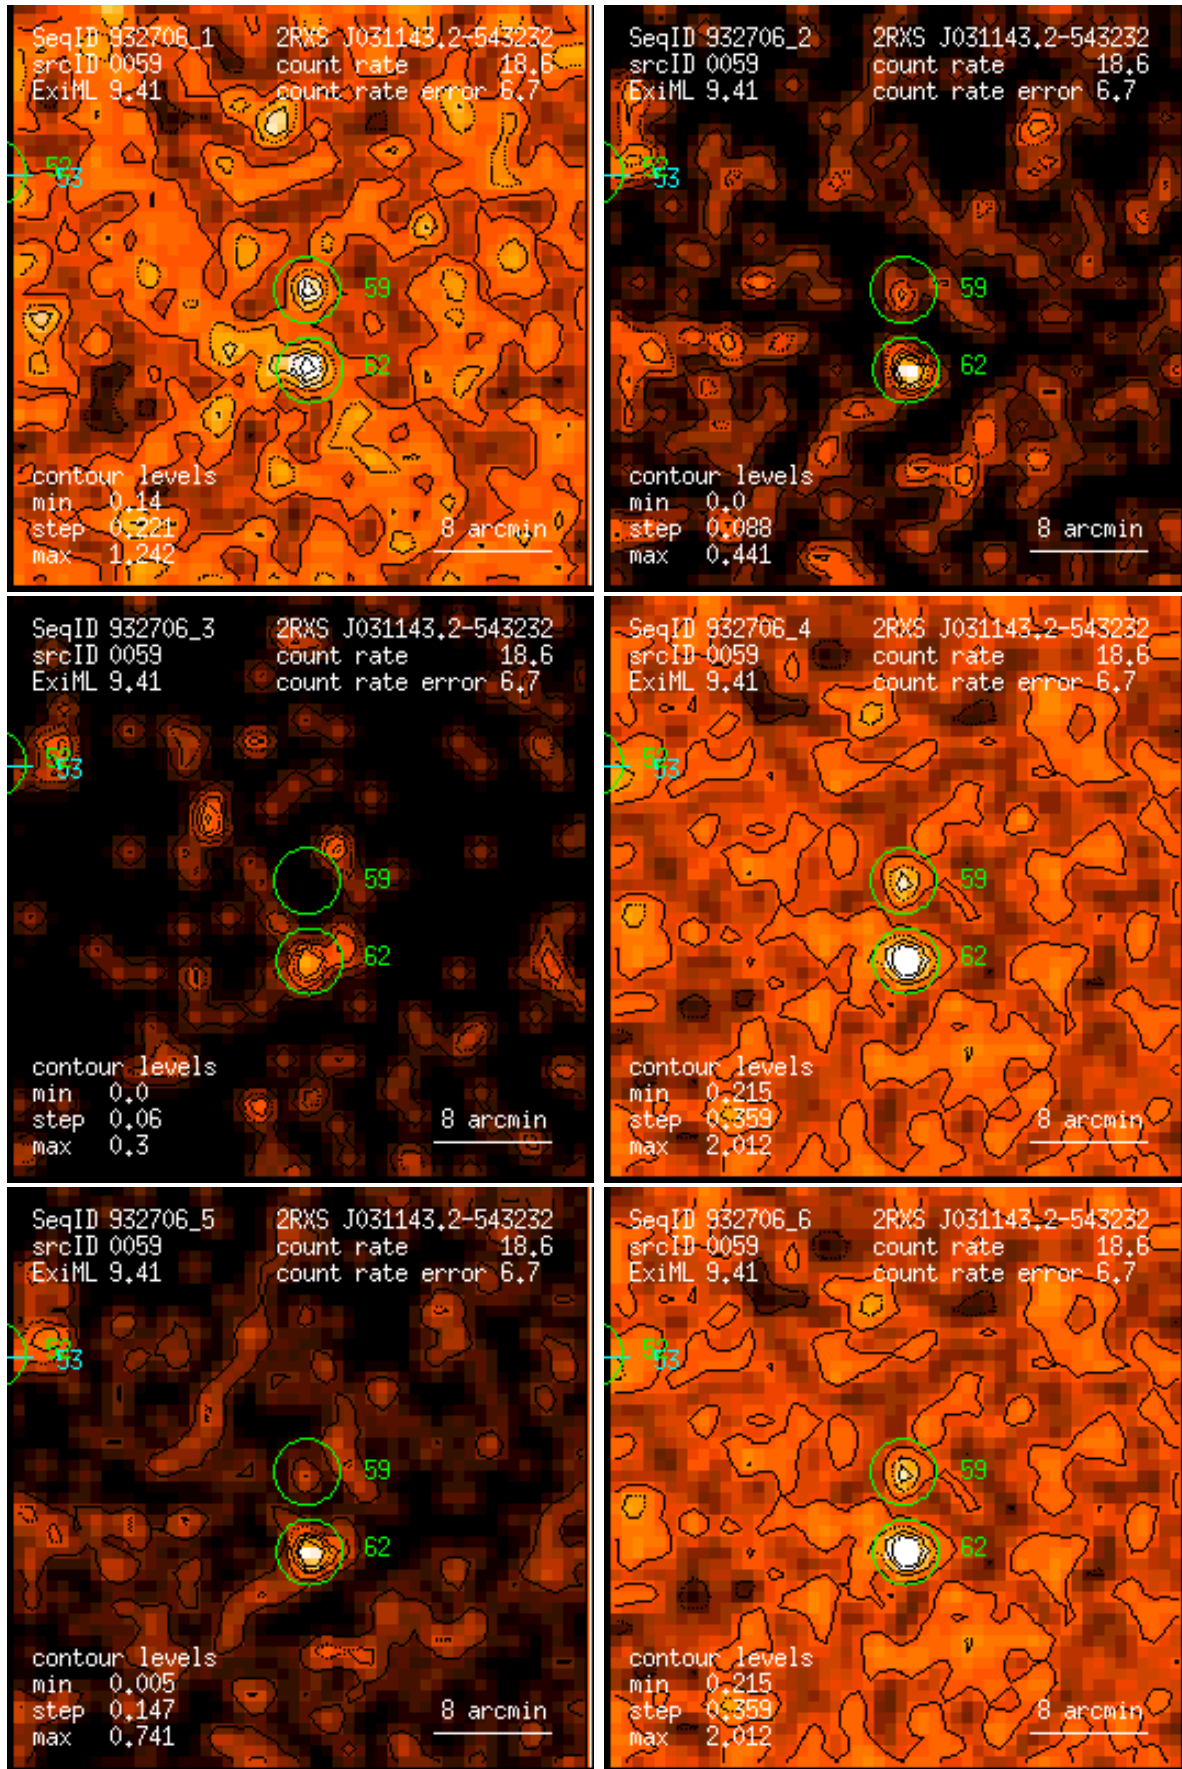 SeqID 932706_1 2RXS J031143.2-543232
srcID 0059 count rate 18.6
ExiML 9.41 count rate error 6.7
53
59
62
contour levels
min 0.14
step 0.221
max 1.242
8 arcmin
SeqID 932706_2 2RXS J031143.2-543232
srcID 0059 count rate 18.6
ExiML 9.41 count rate error 6.7
53
59
62
contour levels
min 0.0
step 0.088
max 0.441
8 arcmin
SeqID 932706_3 2RXS J031143.2-543232
srcID 0059 count rate 18.6
ExiML 9.41 count rate error 6.7
53
59
62
contour levels
min 0.0
step 0.06
max 0.3
8 arcmin
SeqID 932706_4 2RXS J031143.2-543232
srcID 0059 count rate 18.6
ExiML 9.41 count rate error 6.7
53
59
62
contour levels
min 0.215
step 0.359
max 2.012
8 arcmin
SeqID 932706_5 2RXS J031143.2-543232
srcID 0059 count rate 18.6
ExiML 9.41 count rate error 6.7
53
59
62
contour levels
min 0.005
step 0.147
max 0.741
8 arcmin
SeqID 932706_6 2RXS J031143.2-543232
srcID 0059 count rate 18.6
ExiML 9.41 count rate error 6.7
53
59
62
contour levels
min 0.215
step 0.359
max 2.012
8 arcmin